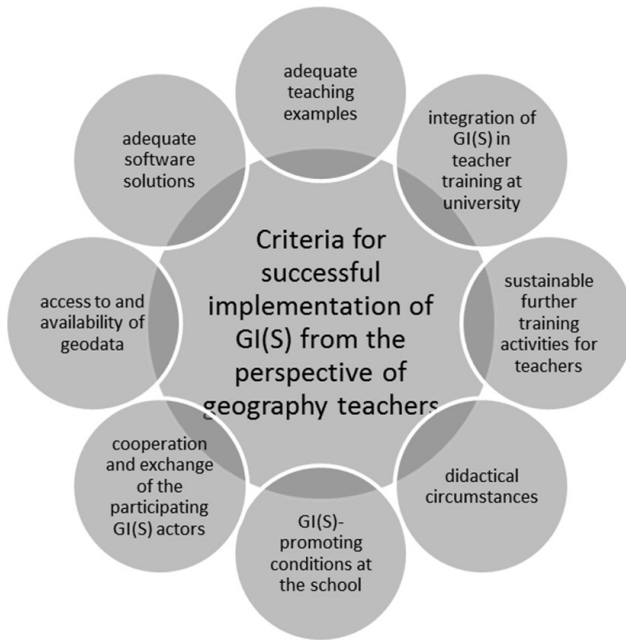 adequate
teaching
examples
integration of
GI(S) in
teacher
training at
university
sustainable
further
training
activities for
teachers
didactical
circumstances
GI(S)-
promoting
conditions at
the school
cooperation
and exchange
of the
participating
GI(S) actors
access to and
availability of
geodata
adequate
software
solutions
Criteria for
successful
implementation of
GI(S) from the
perspective of
geography teachers